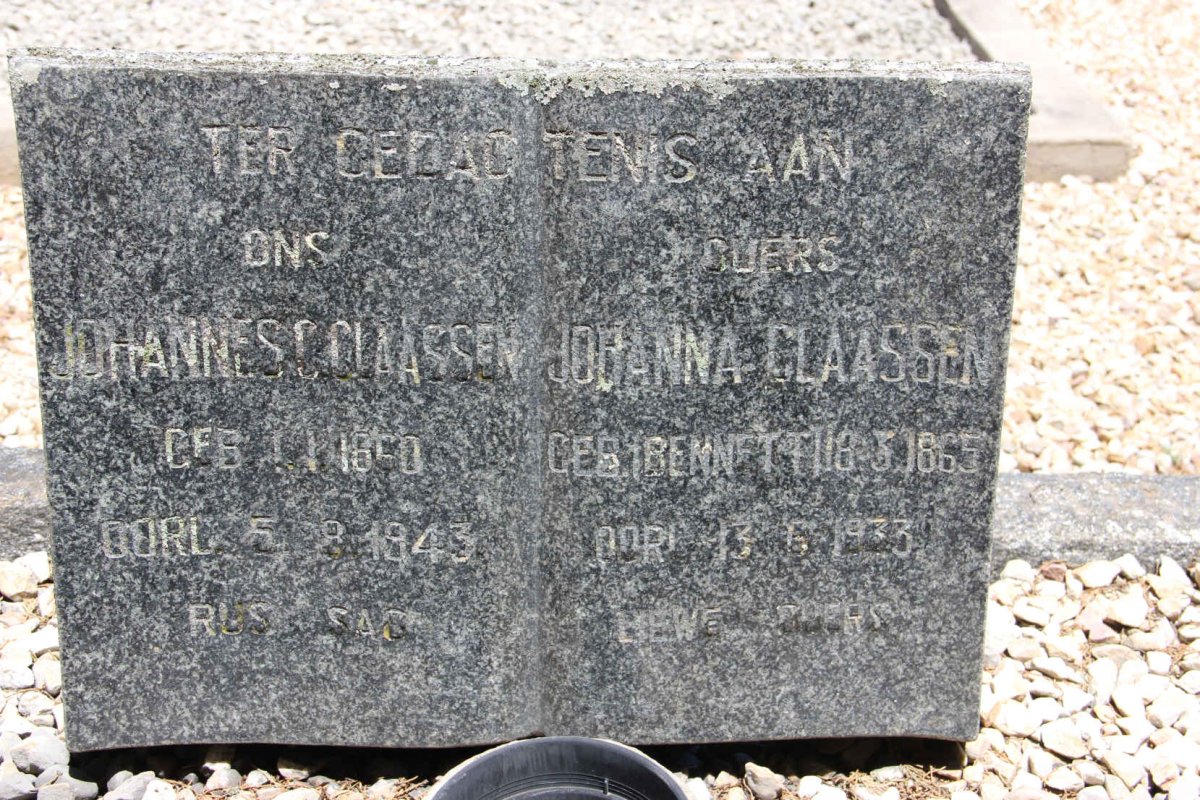 TER GEDAGTENIS AAN
ONS OUERS
JOHANNES C CLAASSEN
GEB 1.1.1860
OORL 5. 8.1943
RUS SAG
JOHANNA CLAASSEN
GEB (BENNETT) 18.3.1865
OORL 13 6.1933
LIEWE OUERS